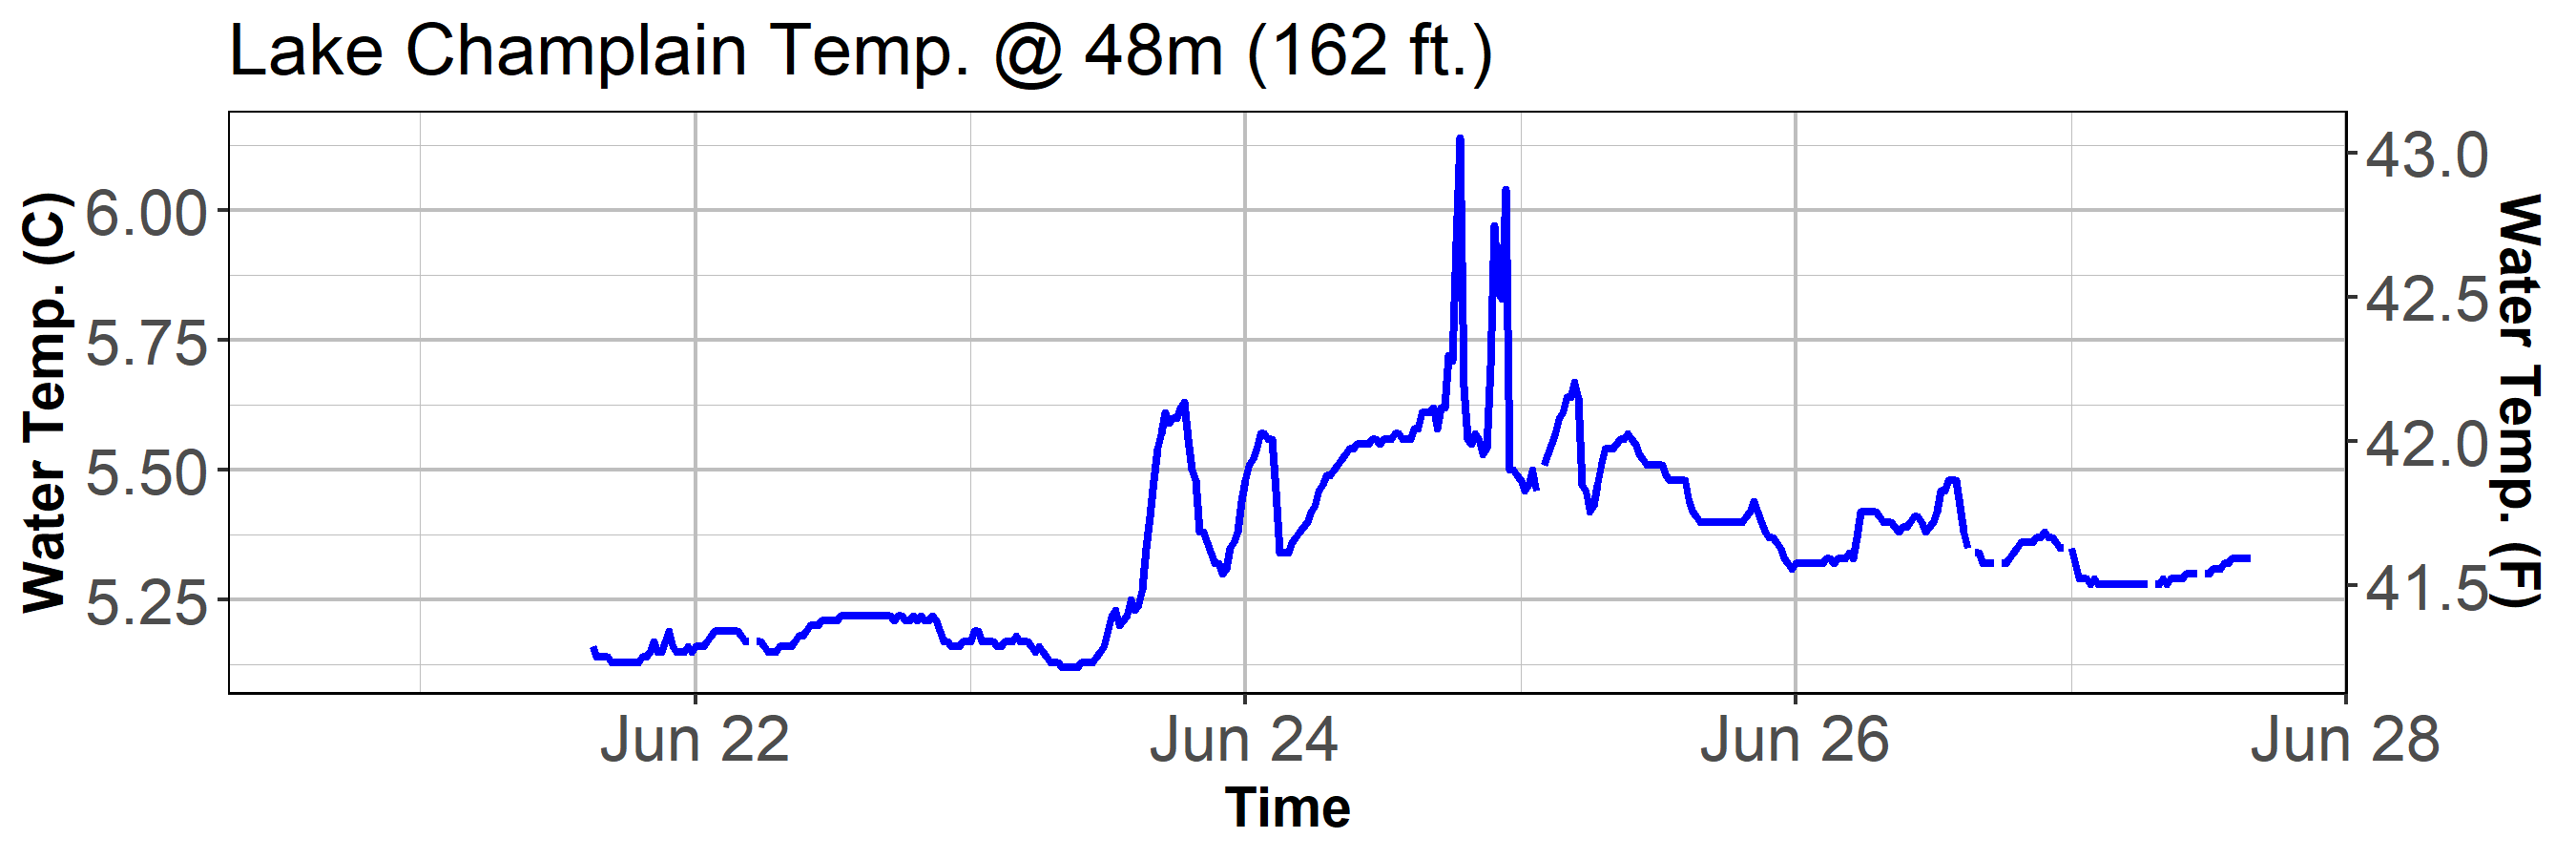 Lake Champlain Temp. @ 48m (162 ft.)
Water Temp. (C)
6.00
5.75
5.50
5.25
43.0
42.5
42.0
41.5
Water Temp. (F)
Jun 22 Jun 24 Jun 26 Jun 28
Time